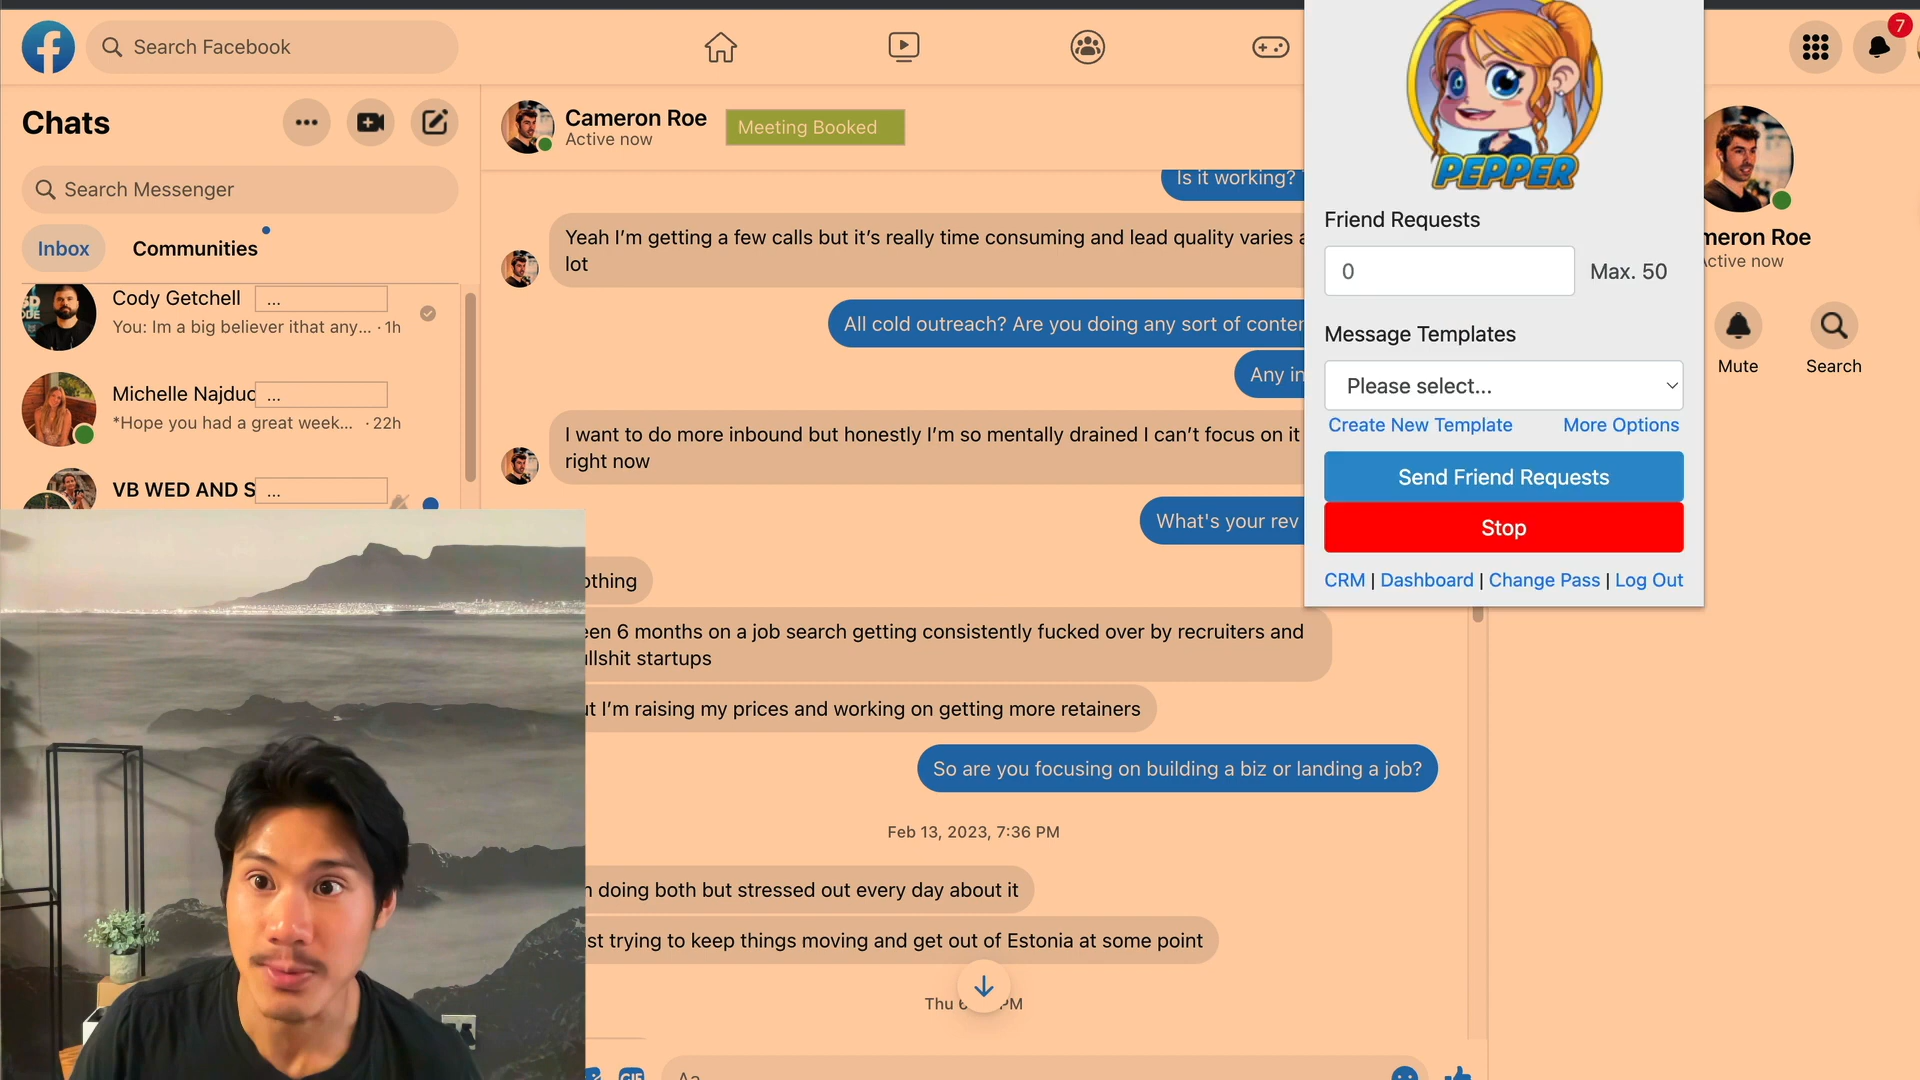 Search Facebook
7
Chats
Search Messenger
Inbox
Communities
Cody Getchell
...
You: Im a big believer ithat any... · 1h
Michelle Najduc
...
*Hope you had a great week... · 22h
VB WED AND S
...
Cameron Roe
Active now
Meeting Booked
Is it working?
Yeah I'm getting a few calls but it's really time consuming and lead quality varies a
lot
All cold outreach? Are you doing any sort of conter
Any in
I want to do more inbound but honestly I'm so mentally drained I can't focus on it
right now
What's your rev
othing
een 6 months on a job search getting consistently fucked over by recruiters and
llshit startups
ut I'm raising my prices and working on getting more retainers
So are you focusing on building a biz or landing a job?
Feb 13, 2023, 7:36 PM
doing both but stressed out every day about it
st trying to keep things moving and get out of Estonia at some point
Thu 6 PM
GIF
Aa
PEPPER
Friend Requests
0
Max. 50
Message Templates
Please select...
Create New Template
More Options
Send Friend Requests
Stop
CRM | Dashboard | Change Pass | Log Out
meron Roe
ctive now
Mute
Search